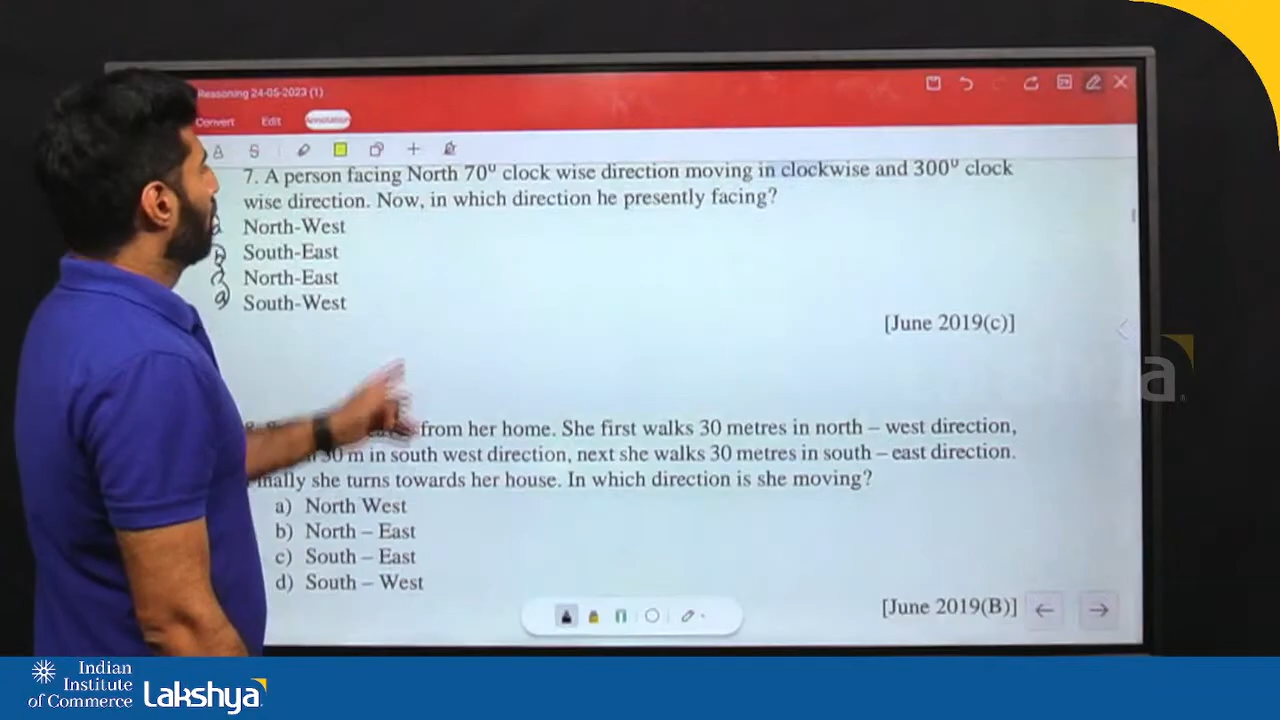 Reasoning 24-05-2023 (1)
Convert Edit Annotation
7. A person facing North 70⁰ clock wise direction moving in clockwise and 300⁰ clock
wise direction. Now, in which direction he presently facing?
North-West
b South-East
North-East
d South-West
[June 2019(c)]
from her home. She first walks 30 metres in north – west direction,
30 m in south west direction, next she walks 30 metres in south – east direction.
she turns towards her house. In which direction is she moving?
a) North West
b) North – East
c) South – East
d) South – West
[June 2019(B)]
Indian
Institute
of Commerce
Lakshya